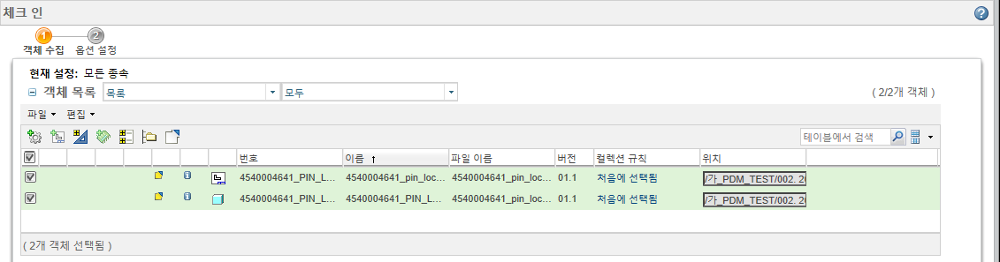 체크 인
1 2
객체 수집 옵션 설정
현재 설정: 모든 종속
객체 목록 목록 모두 ( 2/2개 객체 )
파일 편집
테이블에서 검색
번호 이름 ↑ 파일 이름 버전 컬렉션 규칙 위치
4540004641_PIN_L... 4540004641_pin_loc... 4540004641_pin_loc... 01.1 처음에 선택됨 /가_PDM_TEST/002. 20
4540004641_PIN_L... 4540004641_PIN_L... 4540004641_pin_loc... 01.1 처음에 선택됨 /가_PDM_TEST/002. 20
( 2개 객체 선택됨 )